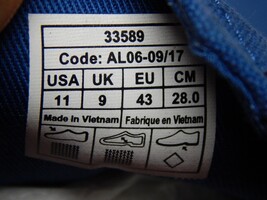 33589
Code: AL06-09/17
USA UK EU CM
11 9 43 28.0
Made in Vietnam Fabrique en Vietnam